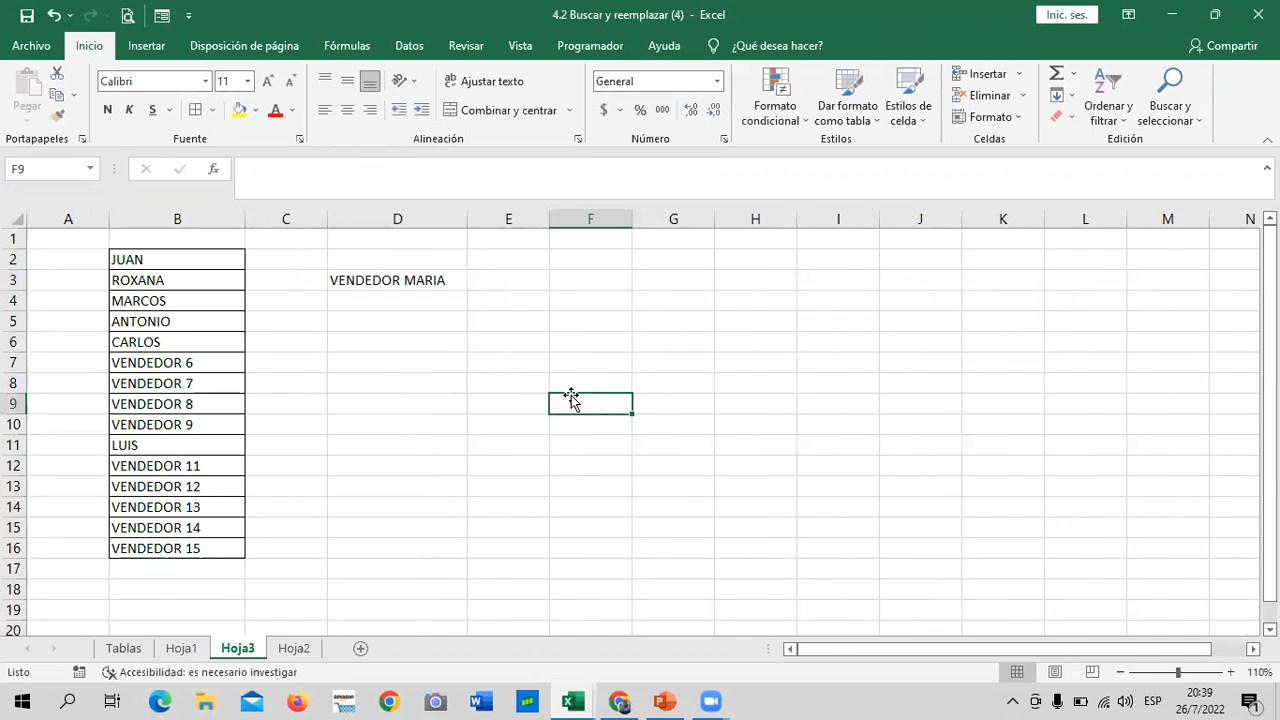 4.2 Buscar y reemplazar (4) - Excel
Inic. ses.
Archivo Inicio Insertar Disposición de página Fórmulas Datos Revisar Vista Programador Ayuda ¿Qué desea hacer? Compartir
Pegar
Calibri 11
N K S
Ajustar texto
Combinar y centrar
General
$ % 000
Formato condicional
Dar formato como tabla
Estilos de celda
Insertar
Eliminar
Formato
Ordenar y filtrar
Buscar y seleccionar
Portapapeles Fuente Alineación Número Estilos Celdas Edición
F9 fx
A B C D E F G H I J K L M N
1
2 JUAN
3 ROXANA VENDEDOR MARIA
4 MARCOS
5 ANTONIO
6 CARLOS
7 VENDEDOR 6
8 VENDEDOR 7
9 VENDEDOR 8
10 VENDEDOR 9
11 LUIS
12 VENDEDOR 11
13 VENDEDOR 12
14 VENDEDOR 13
15 VENDEDOR 14
16 VENDEDOR 15
17
18
19
20
Tablas Hoja1 Hoja3 Hoja2
Listo Accesibilidad: es necesario investigar 110%
ESP
20:39
26/7/2022